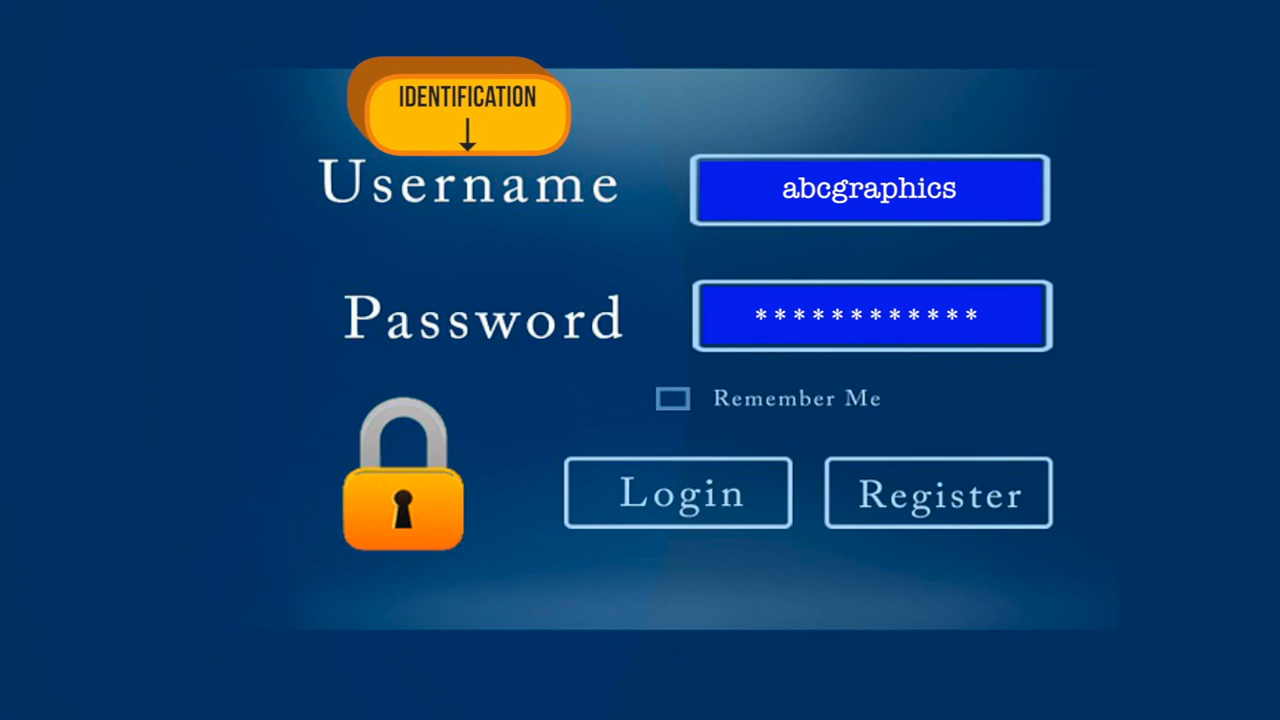 IDENTIFICATION
Username
abcgraphics
Password
************
Remember Me
Login
Register